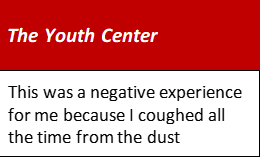 The Youth Center
This was a negative experience
for me because I coughed all
the time from the dust